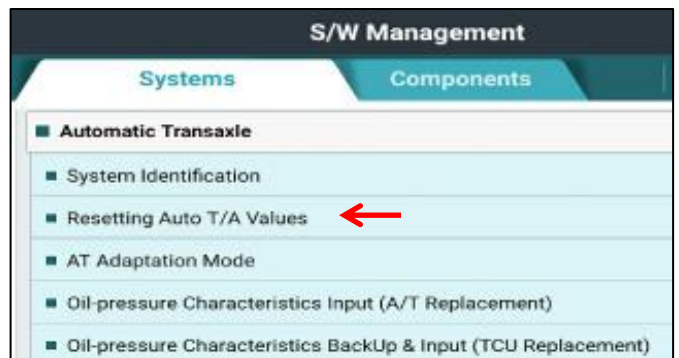 S/W Management
Systems
Components
Automatic Transaxle
System Identification
Resetting Auto T/A Values
AT Adaptation Mode
Oil-pressure Characteristics Input (A/T Replacement)
Oil-pressure Characteristics BackUp & Input (TCU Replacement)